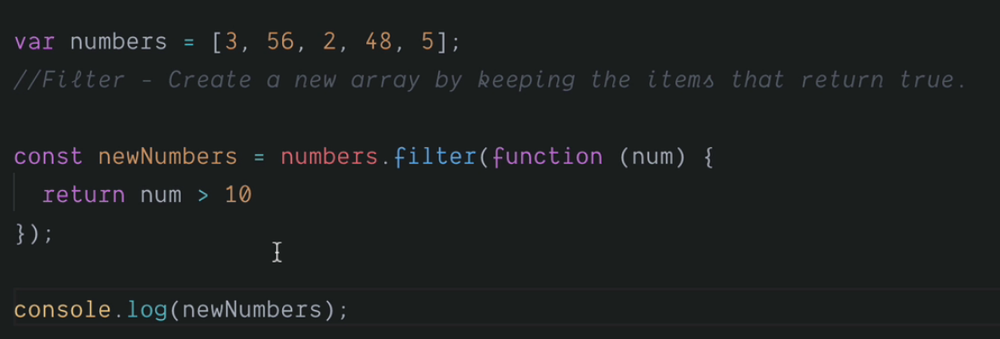 var numbers = [3, 56, 2, 48, 5];
//Filter - Create a new array by keeping the items that return true.
const newNumbers = numbers.filter(function (num) {
return num > 10
});
console.log(newNumbers);